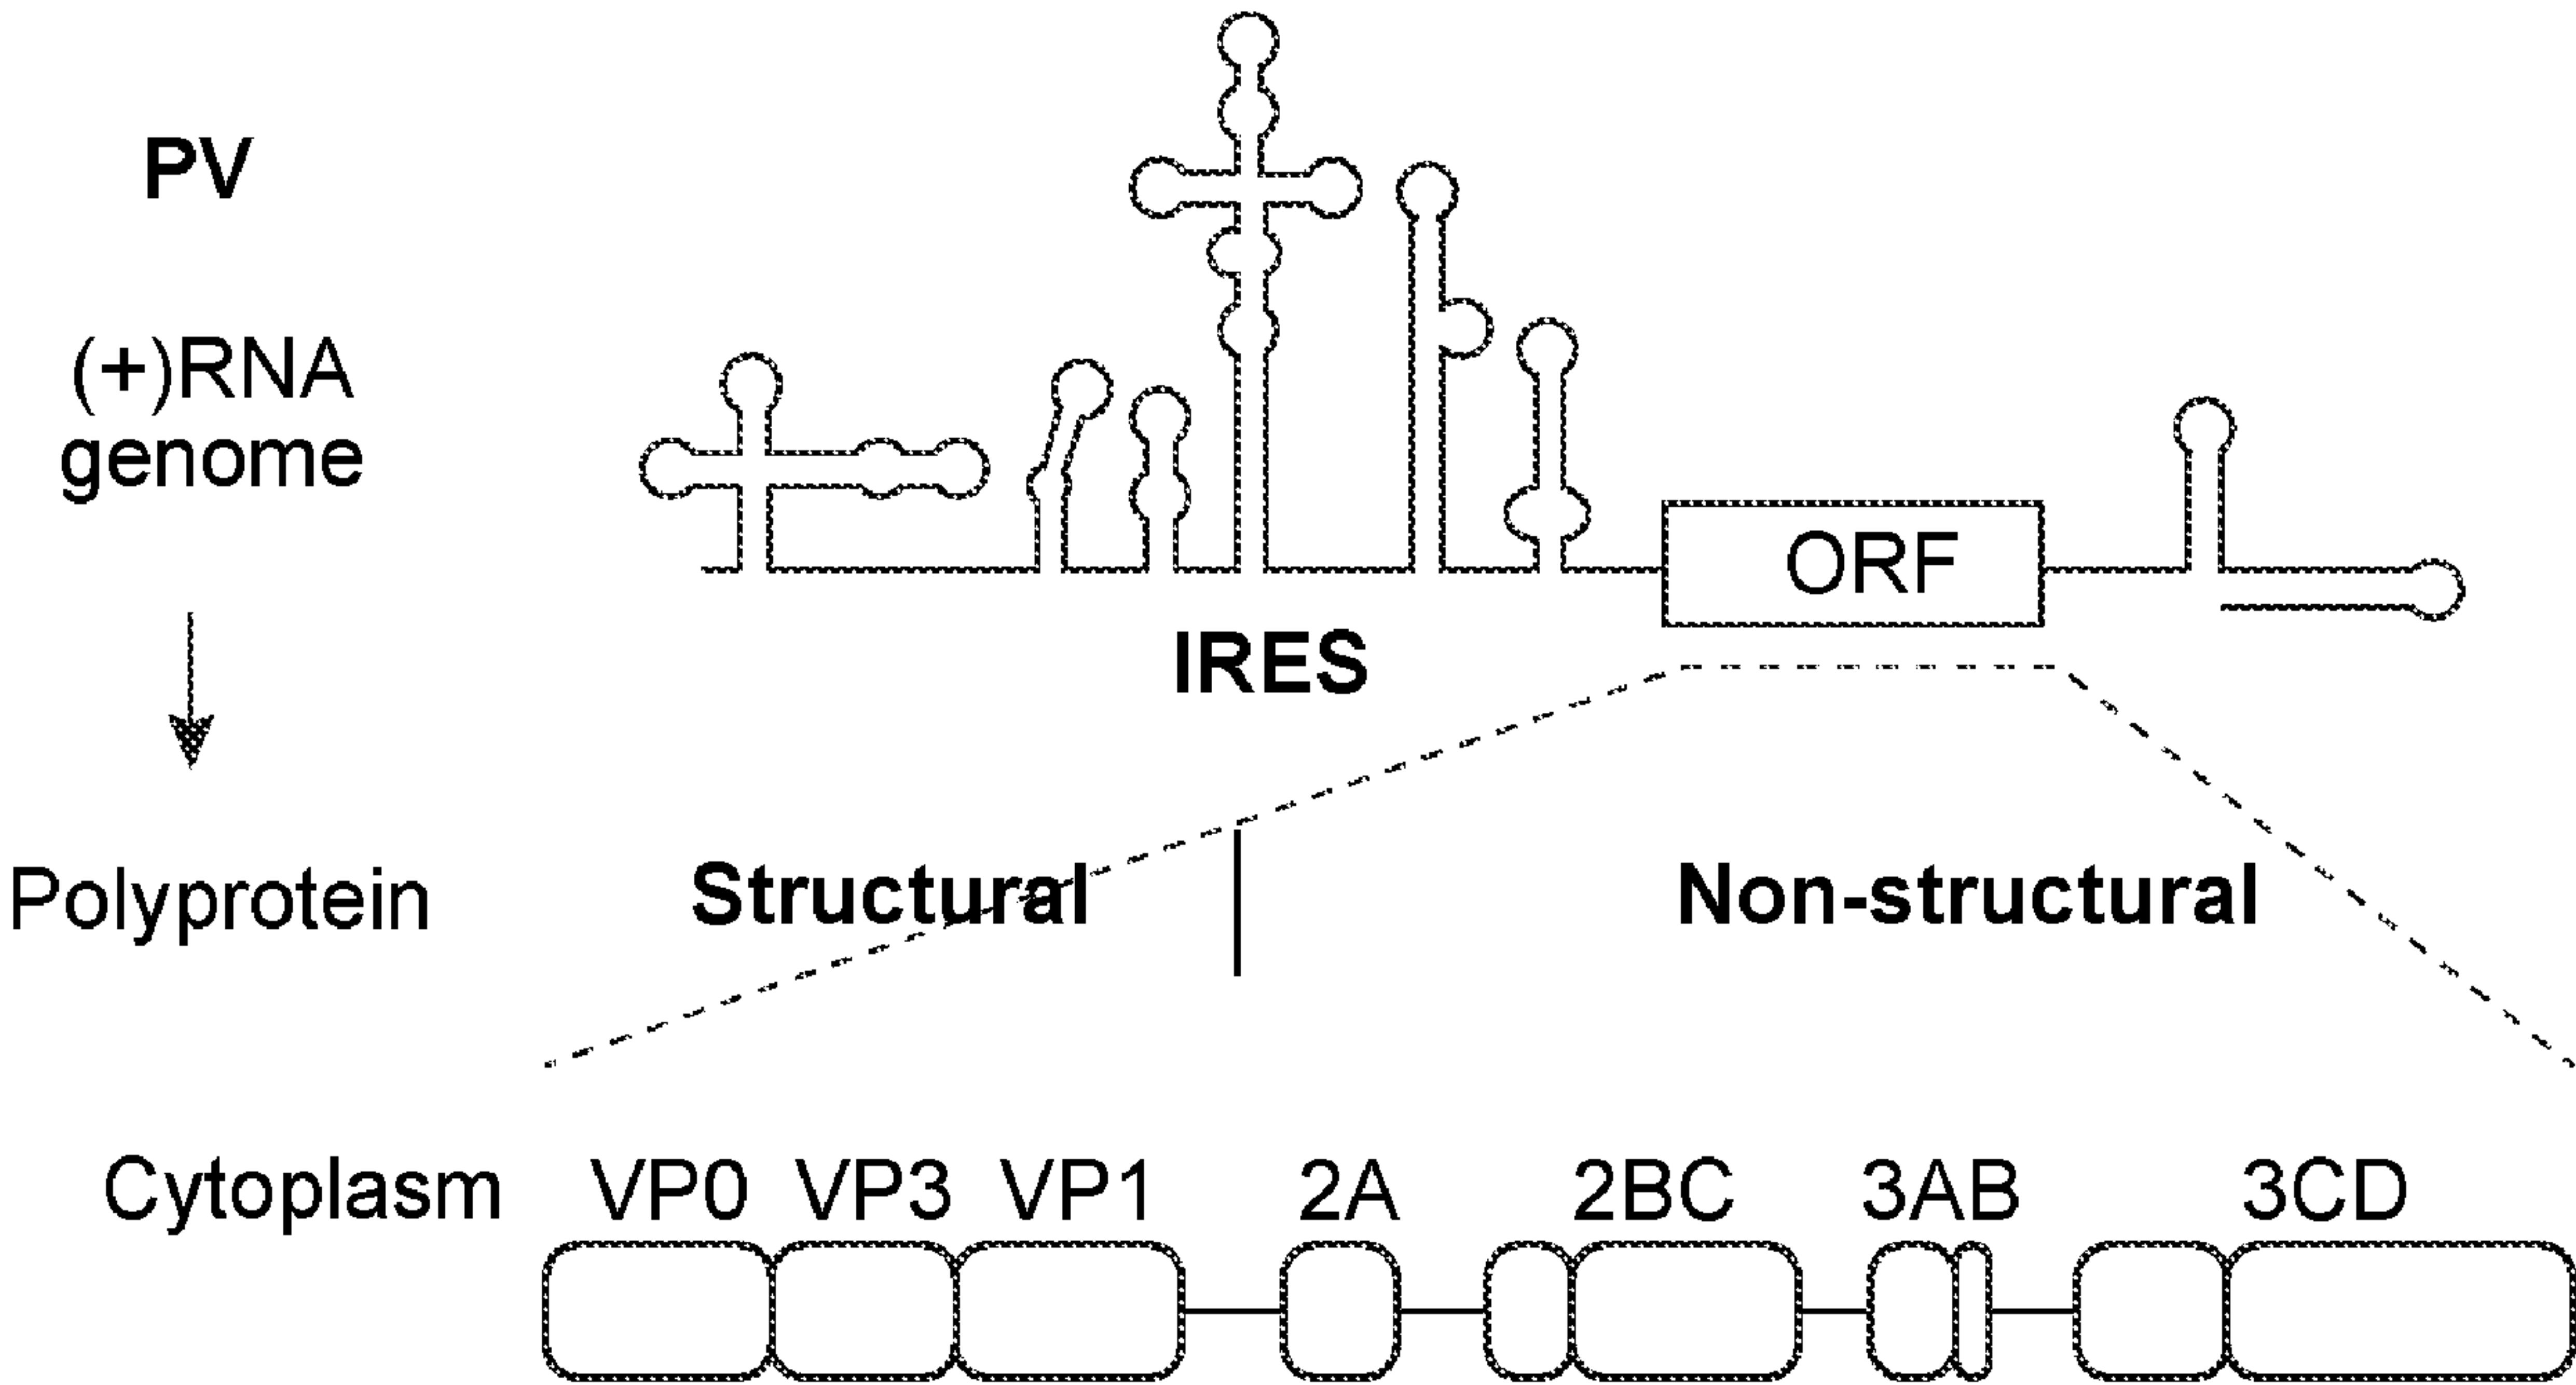 PV
(+)RNA
genome
ORF
IRES
Polyprotein
Structural
Non-structural
Cytoplasm
VP0 VP3 VP1 2A 2BC 3AB 3CD